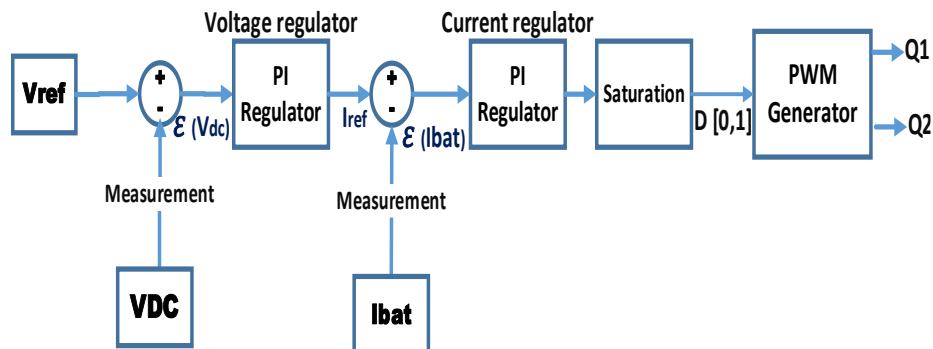 Voltage regulator
Current regulator
Vref
+
-
ε (Vdc)
PI
Regulator
Iref
+
-
ε (Ibat)
PI
Regulator
Saturation
D [0,1]
PWM
Generator
Q1
Q2
Measurement
Measurement
VDC
Ibat